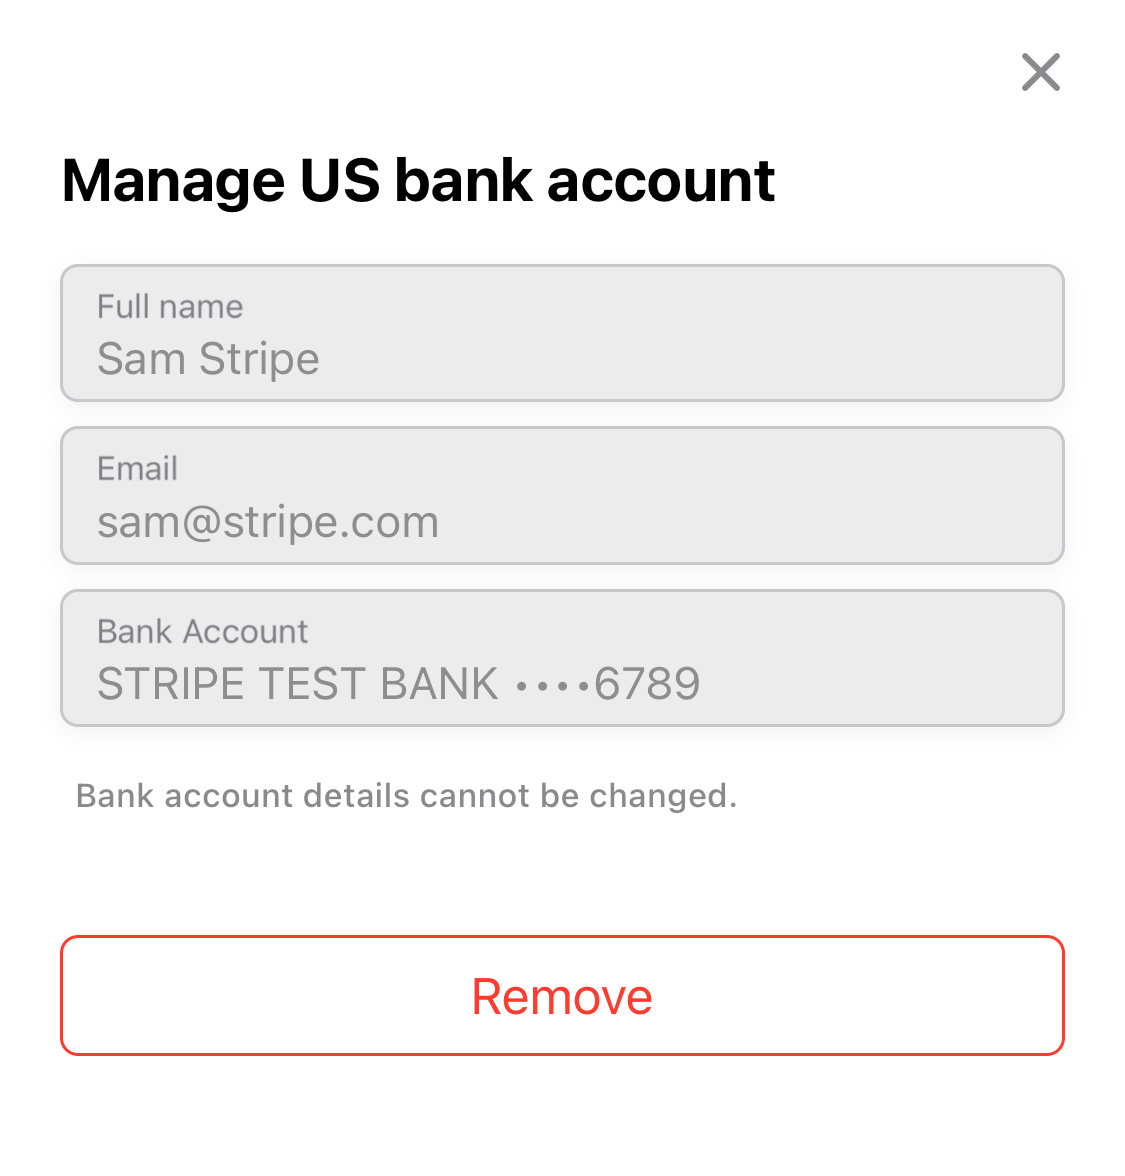 Manage US bank account
Full name
Sam Stripe
Email
sam@stripe.com
Bank Account
STRIPE TEST BANK ••••6789
Bank account details cannot be changed.
Remove